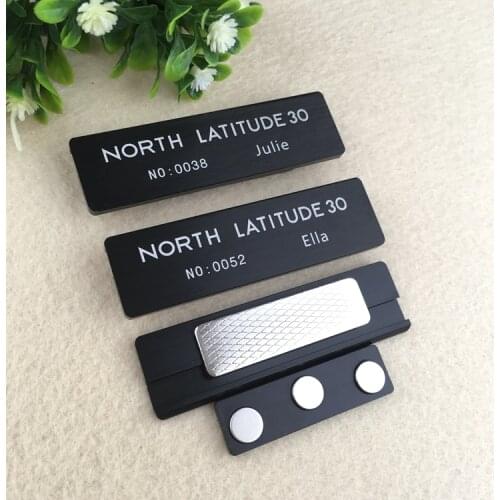 NORTH LATITUDE 30
NO:0038 Julie
NORTH LATITUDE 30
NO:0052 Ella